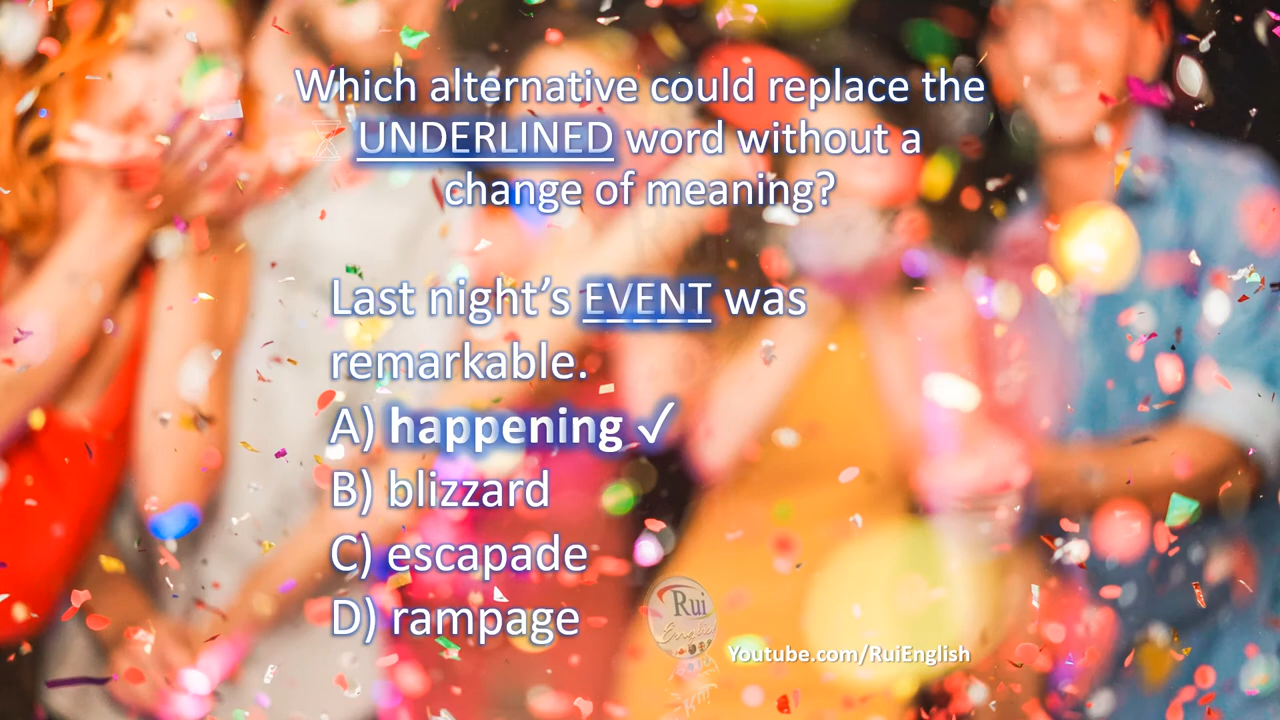 Which alternative could replace the
⏳ UNDERLINED word without a
change of meaning?
Last night’s EVENT was
remarkable.
A) happening ✓
B) blizzard
C) escapade
D) rampage
Rui
English
Youtube.com/RuiEnglish